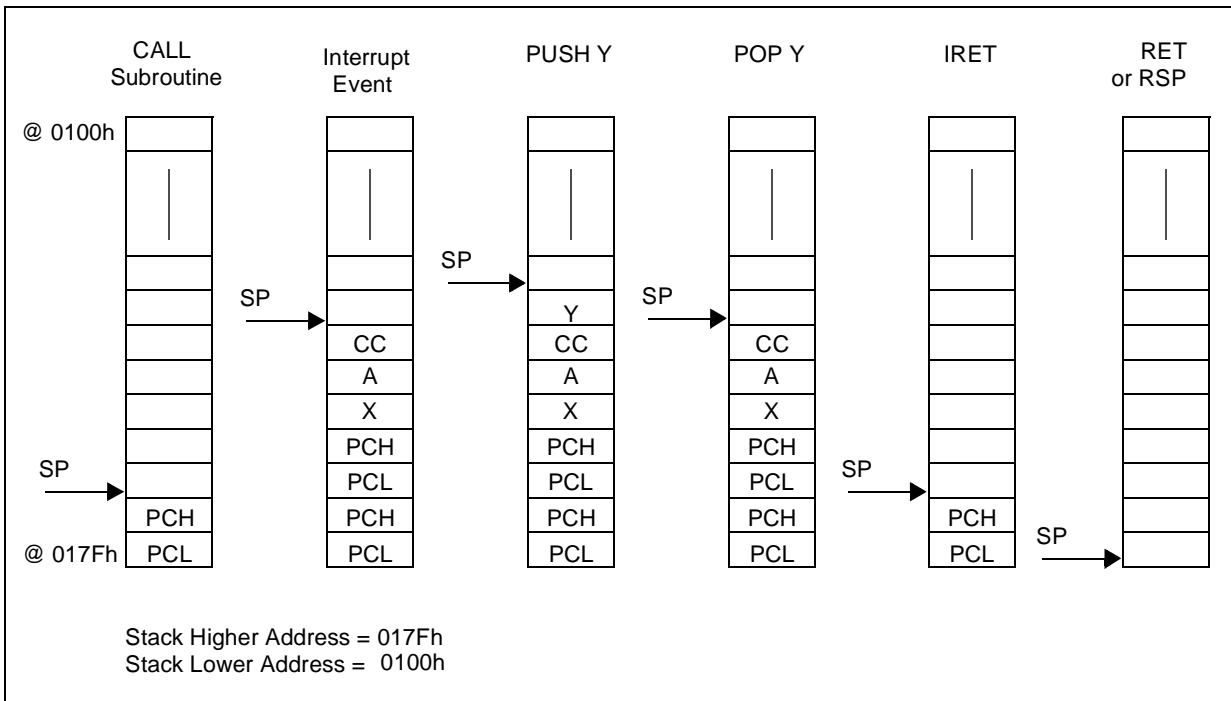 CALL
Subroutine
Interrupt
Event
PUSH Y
POP Y
IRET
RET
or RSP
@ 0100h
SP
SP
SP
Y
CC
CC
CC
A
A
A
X
X
X
PCH
PCH
PCH
SP
PCL
PCL
PCL
SP
PCH
PCH
PCH
PCH
PCH
SP
@ 017Fh
PCL
PCL
PCL
PCL
PCL
Stack Higher Address = 017Fh
Stack Lower Address = 0100h